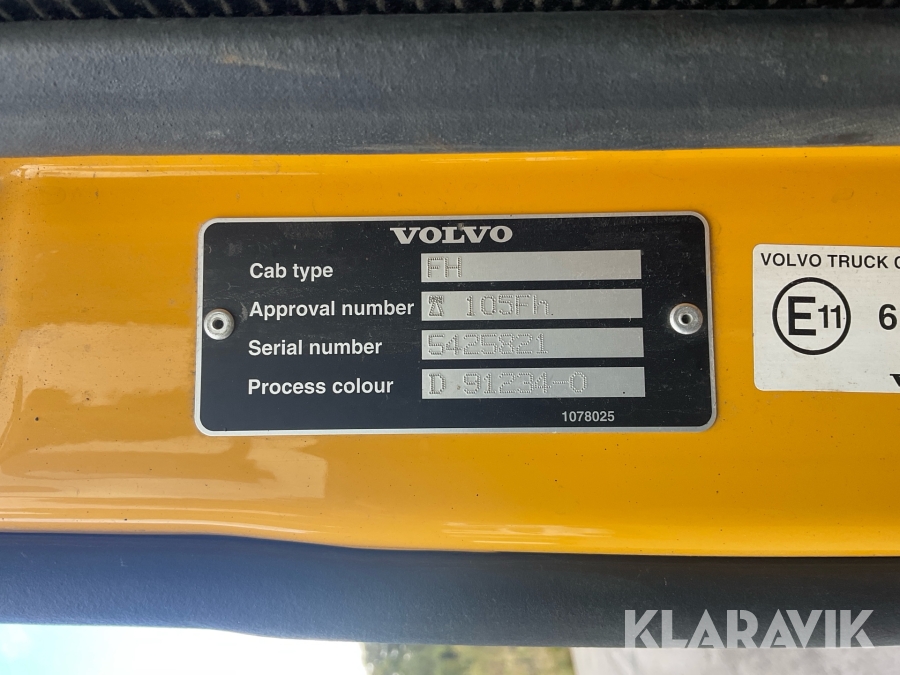 VOLVO
Cab type FH
Approval number 105Fh
Serial number 5425821
Process colour D 91234-0
1078025
VOLVO TRUCK C
E11 6
KLARAVIK